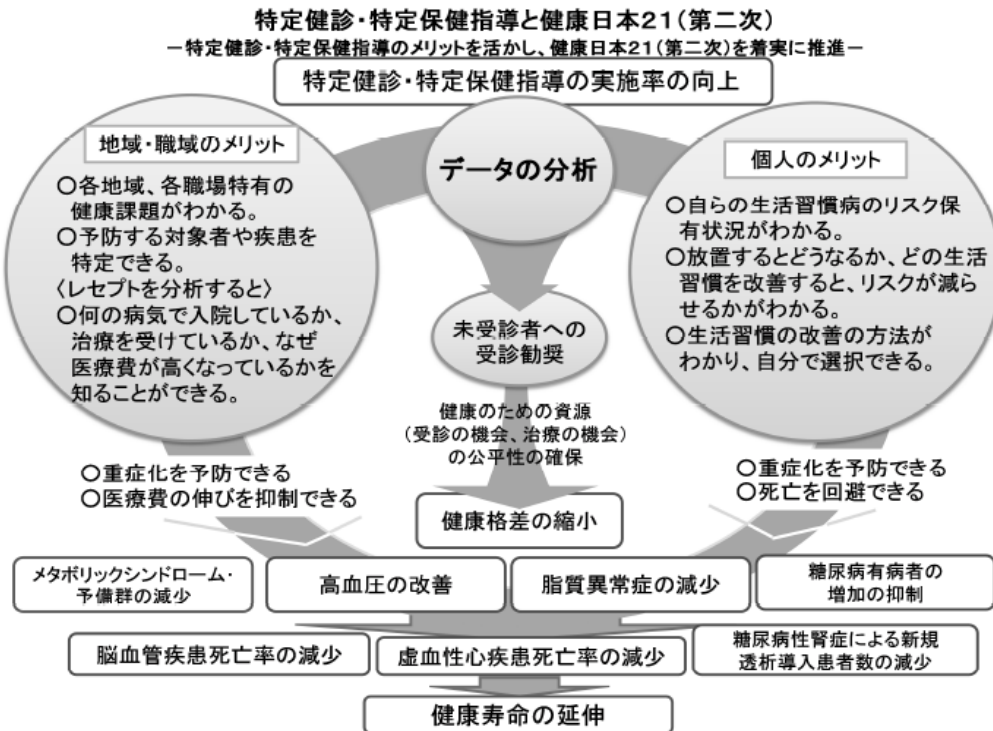 特定健診・特定保健指導と健康日本21(第二次)
－特定健診・特定保健指導のメリットを活かし、健康日本21(第二次)を着実に推進－
特定健診・特定保健指導の実施率の向上
地域・職域のメリット
○各地域、各職場特有の
健康課題がわかる。
○予防する対象者や疾患を
特定できる。
〈レセプトを分析すると〉
○何の病気で入院しているか、
治療を受けているか、なぜ
医療費が高くなっているかを
知ることができる。
データの分析
未受診者への
受診勧奨
健康のための資源
(受診の機会、治療の機会)
の公平性の確保
健康格差の縮小
個人のメリット
○自らの生活習慣病のリスク保
有状況がわかる。
○放置するとどうなるか、どの生活
習慣を改善すると、リスクが減ら
せるかがわかる。
○生活習慣の改善の方法が
わかり、自分で選択できる。
○重症化を予防できる
○医療費の伸びを抑制できる
○重症化を予防できる
○死亡を回避できる
メタボリックシンドローム・
予備群の減少
高血圧の改善
脂質異常症の減少
糖尿病有病者の
増加の抑制
脳血管疾患死亡率の減少
虚血性心疾患死亡率の減少
糖尿病性腎症による新規
透析導入患者数の減少
健康寿命の延伸